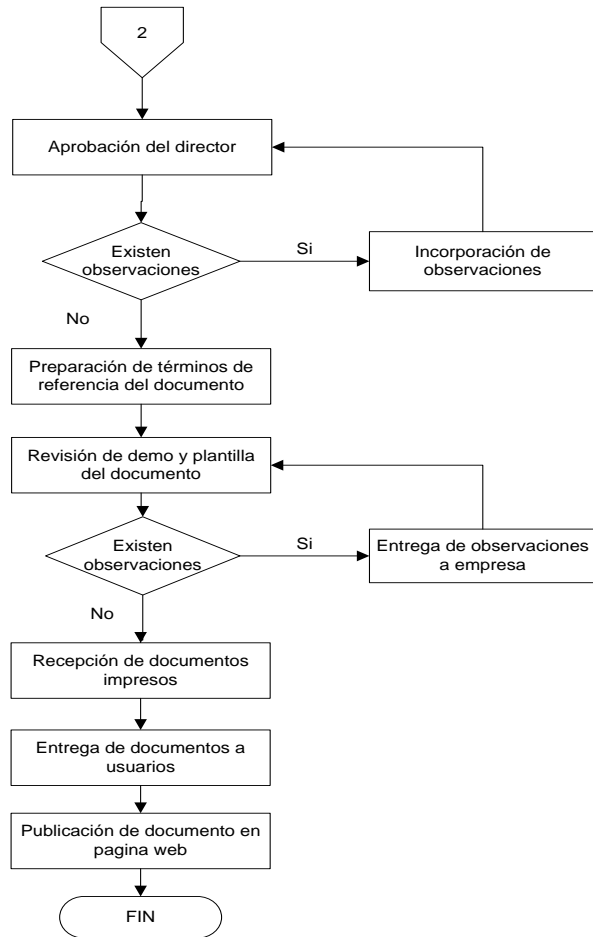 2
Aprobación del director
Existen
observaciones
Si
Incorporación de
observaciones
No
Preparación de términos de
referencia del documento
Revisión de demo y plantilla
del documento
Existen
observaciones
Si
Entrega de observaciones
a empresa
No
Recepción de documentos
impresos
Entrega de documentos a
usuarios
Publicación de documento en
pagina web
FIN